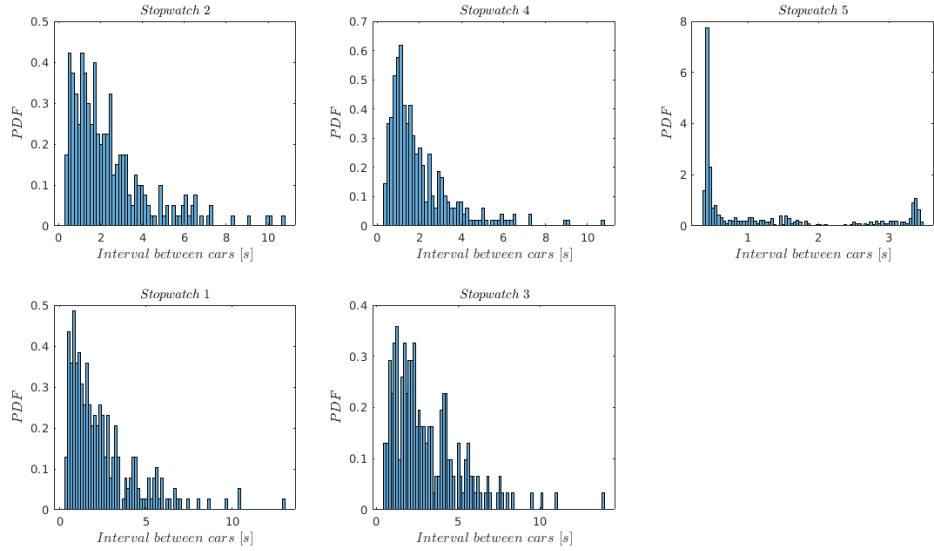 Stopwatch 2
0.5
0.4
0.3
0.2
0.1
0
PDF
0 2 4 6 8 10
Interval between cars [s]
Stopwatch 4
0.7
0.6
0.5
0.4
0.3
0.2
0.1
0
PDF
0 2 4 6 8 10
Interval between cars [s]
Stopwatch 5
8
6
4
2
0
PDF
1 2 3
Interval between cars [s]
Stopwatch 1
0.5
0.4
0.3
0.2
0.1
0
PDF
0 5 10
Interval between cars [s]
Stopwatch 3
0.4
0.3
0.2
0.1
0
PDF
0 5 10
Interval between cars [s]